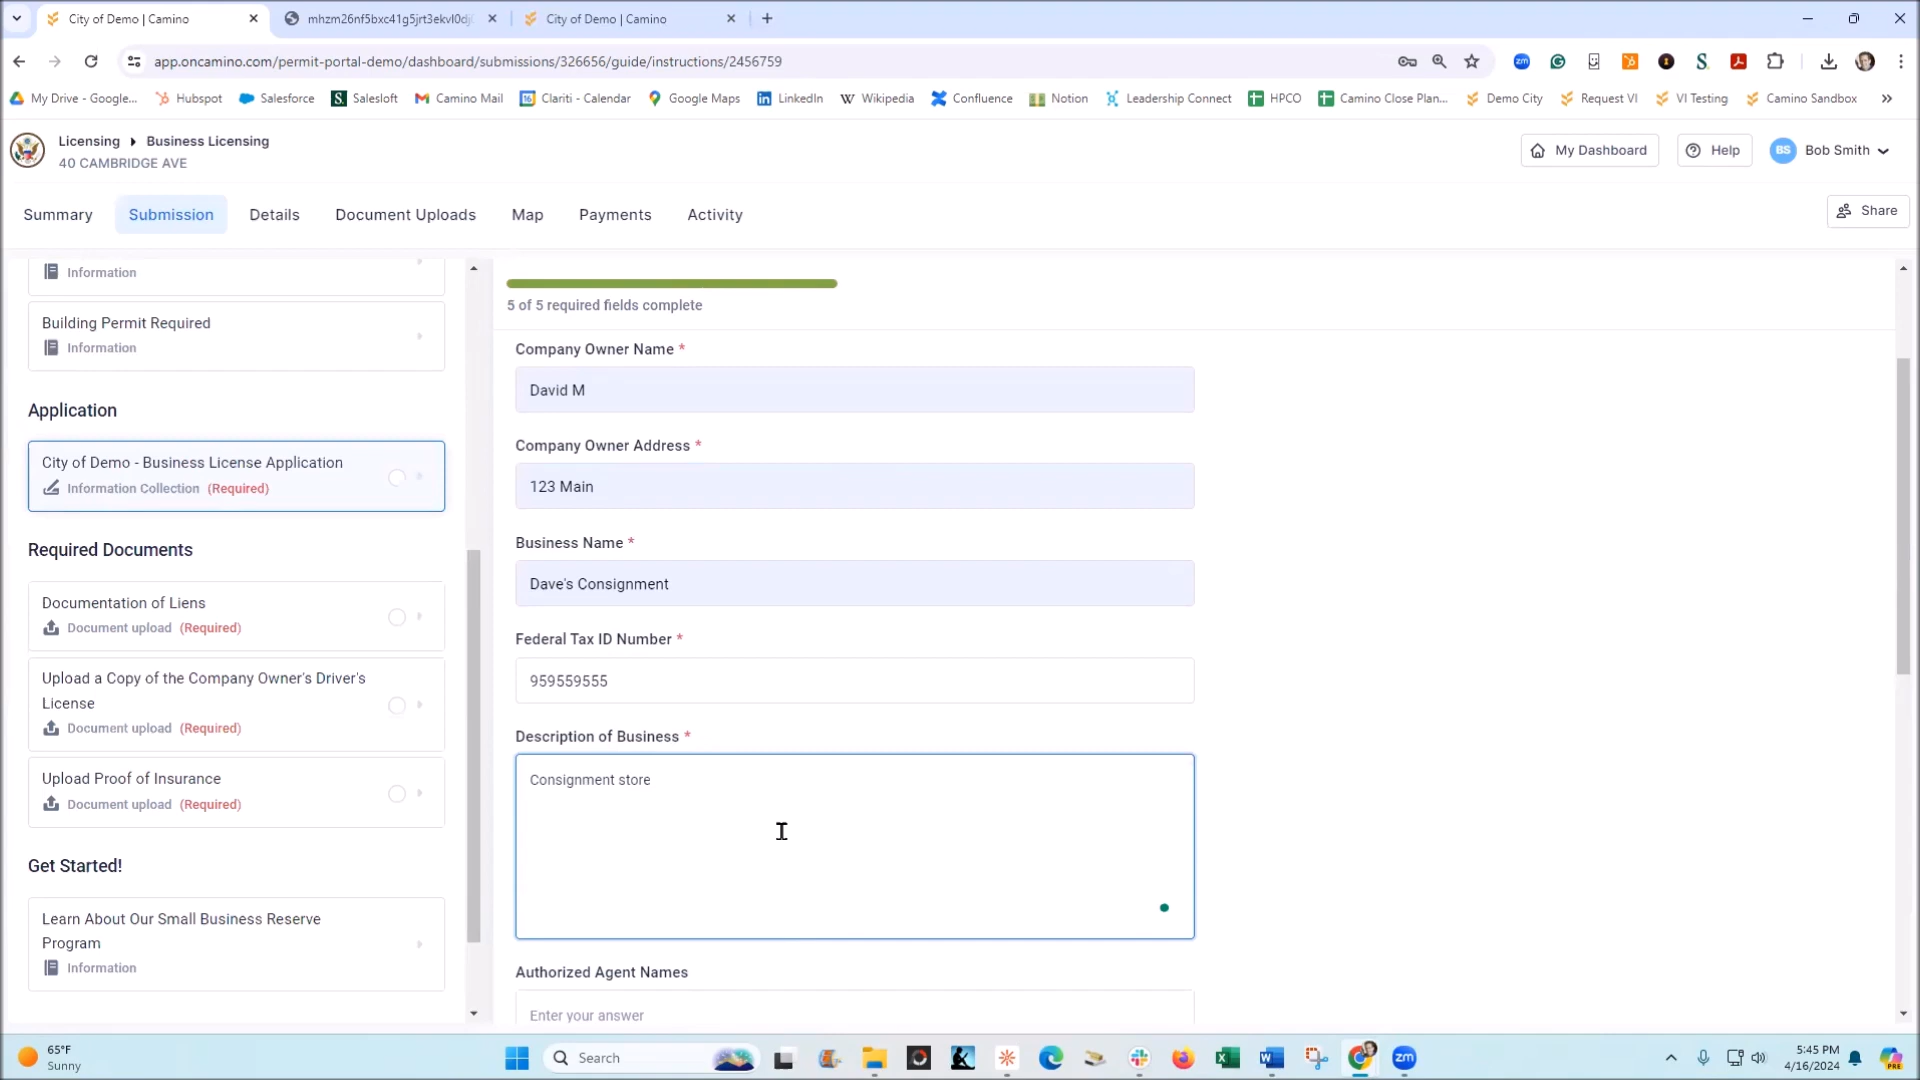 City of Demo | Camino
City of Demo | Camino
app.oncamino.com/permit-portal-demo/dashboard/submissions/326656/guide/instructions/2456759
My Drive - Google...
Hubspot
Salesforce
Salesloft
Camino Mail
Clariti - Calendar
Google Maps
LinkedIn
Wikipedia
Confluence
Notion
Leadership Connect
HPCO
Camino Close Plan...
Demo City
Request VI
VI Testing
Camino Sandbox
Licensing Business Licensing
40 CAMBRIDGE AVE
My Dashboard
Help
BS Bob Smith
Summary
Submission
Details
Document Uploads
Map
Payments
Activity
Share
Information
Building Permit Required
Information
Application
City of Demo - Business License Application
Information Collection (Required)
Required Documents
Documentation of Liens
Document upload (Required)
Upload a Copy of the Company Owner's Driver's
License
Document upload (Required)
Upload Proof of Insurance
Document upload (Required)
Get Started!
Learn About Our Small Business Reserve
Program
Information
5 of 5 required fields complete
Company Owner Name *
David M
Company Owner Address *
123 Main
Business Name *
Dave's Consignment
Federal Tax ID Number *
959559555
Description of Business *
Consignment store
Authorized Agent Names
Enter your answer
65°F
Sunny
Search
zm
5:45 PM
4/16/2024